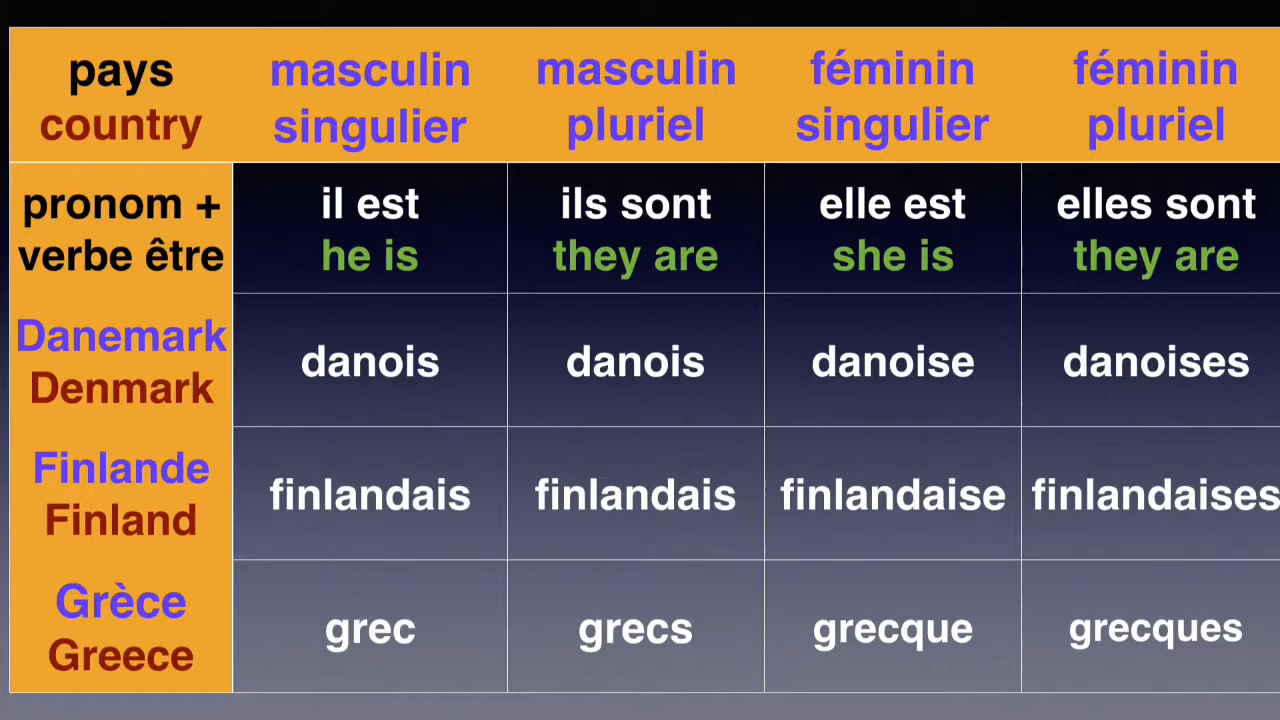 pays masculin masculin féminin féminin
country singulier pluriel singulier pluriel
pronom + il est ils sont elle est elles sont
verbe être he is they are she is they are
Danemark
Denmark danois danois danoise danoises
Finlande
Finland finlandais finlandais finlandaise finlandaises
Grèce
Greece grec grecs grecque grecques